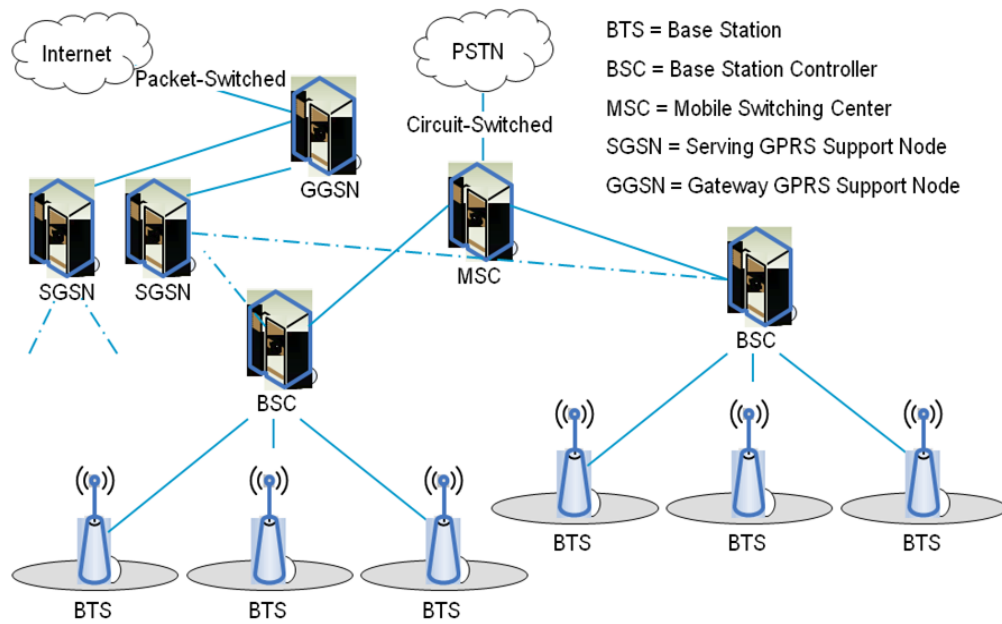 Internet
PSTN
Packet-Switched
Circuit-Switched
BTS = Base Station
BSC = Base Station Controller
MSC = Mobile Switching Center
SGSN = Serving GPRS Support Node
GGSN = Gateway GPRS Support Node
GGSN
MSC
SGSN
SGSN
BSC
BSC
BTS
BTS
BTS
BTS
BTS
BTS